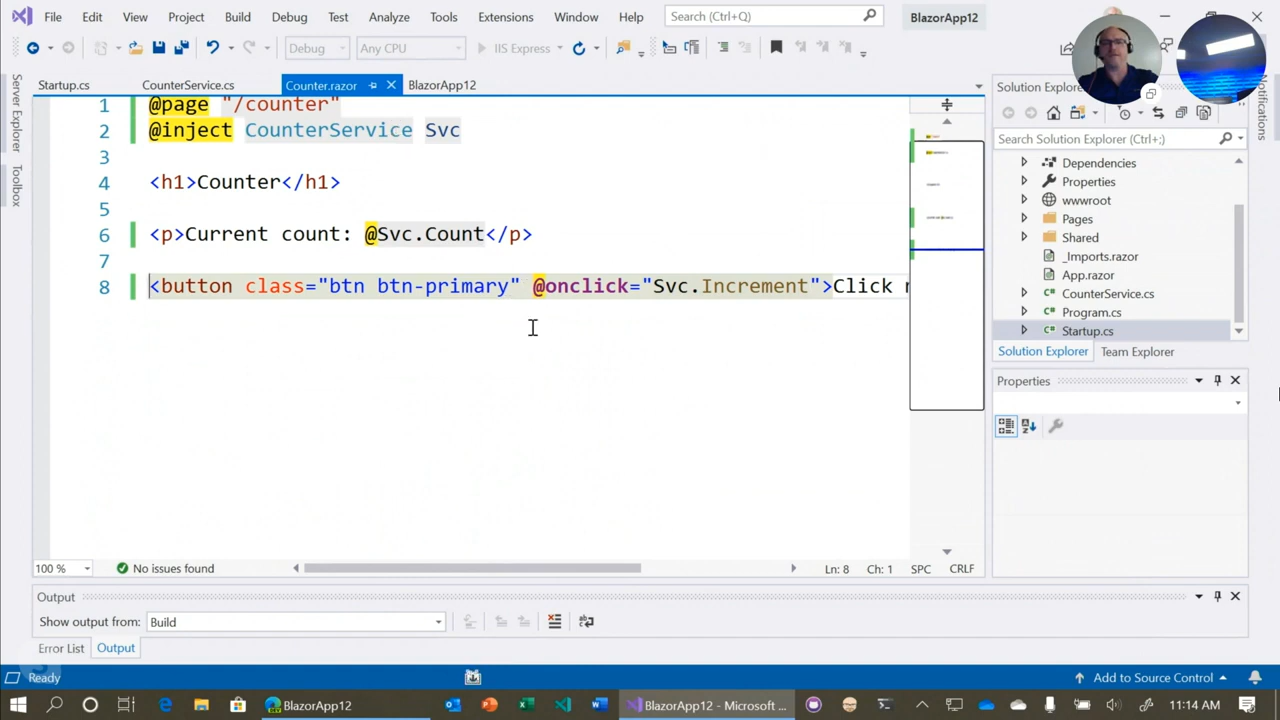 File Edit View Project Build Debug Test Analyze Tools Extensions Window Help Search (Ctrl+Q) BlazorApp12
Debug Any CPU IIS Express
Startup.cs CounterService.cs Counter.razor BlazorApp12
Server Explorer
Toolbox
1 @page "/counter"
2 @inject CounterService Svc
3
4 <h1>Counter</h1>
5
6 <p>Current count: @Svc.Count</p>
7
8 <button class="btn btn-primary" @onclick="Svc.Increment">Click
100 % No issues found Ln: 8 Ch: 1 SPC CRLF
Solution Explorer
Search Solution Explorer (Ctrl+;)
Dependencies
Properties
wwwroot
Pages
Shared
_Imports.razor
App.razor
CounterService.cs
Program.cs
Startup.cs
Solution Explorer Team Explorer
Properties
Notifications
Output
Show output from: Build
Error List Output
Ready Add to Source Control
BlazorApp12 BlazorApp12 - Microsoft ... 11:14 AM